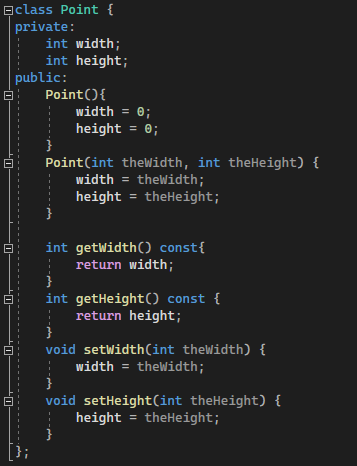 class Point {
private:
    int width;
    int height;
public:
    Point(){
        width = 0;
        height = 0;
    }
    Point(int theWidth, int theHeight) {
        width = theWidth;
        height = theHeight;
    }

    int getWidth() const{
        return width;
    }
    int getHeight() const {
        return height;
    }
    void setWidth(int theWidth) {
        width = theWidth;
    }
    void setHeight(int theHeight) {
        height = theHeight;
    }
};